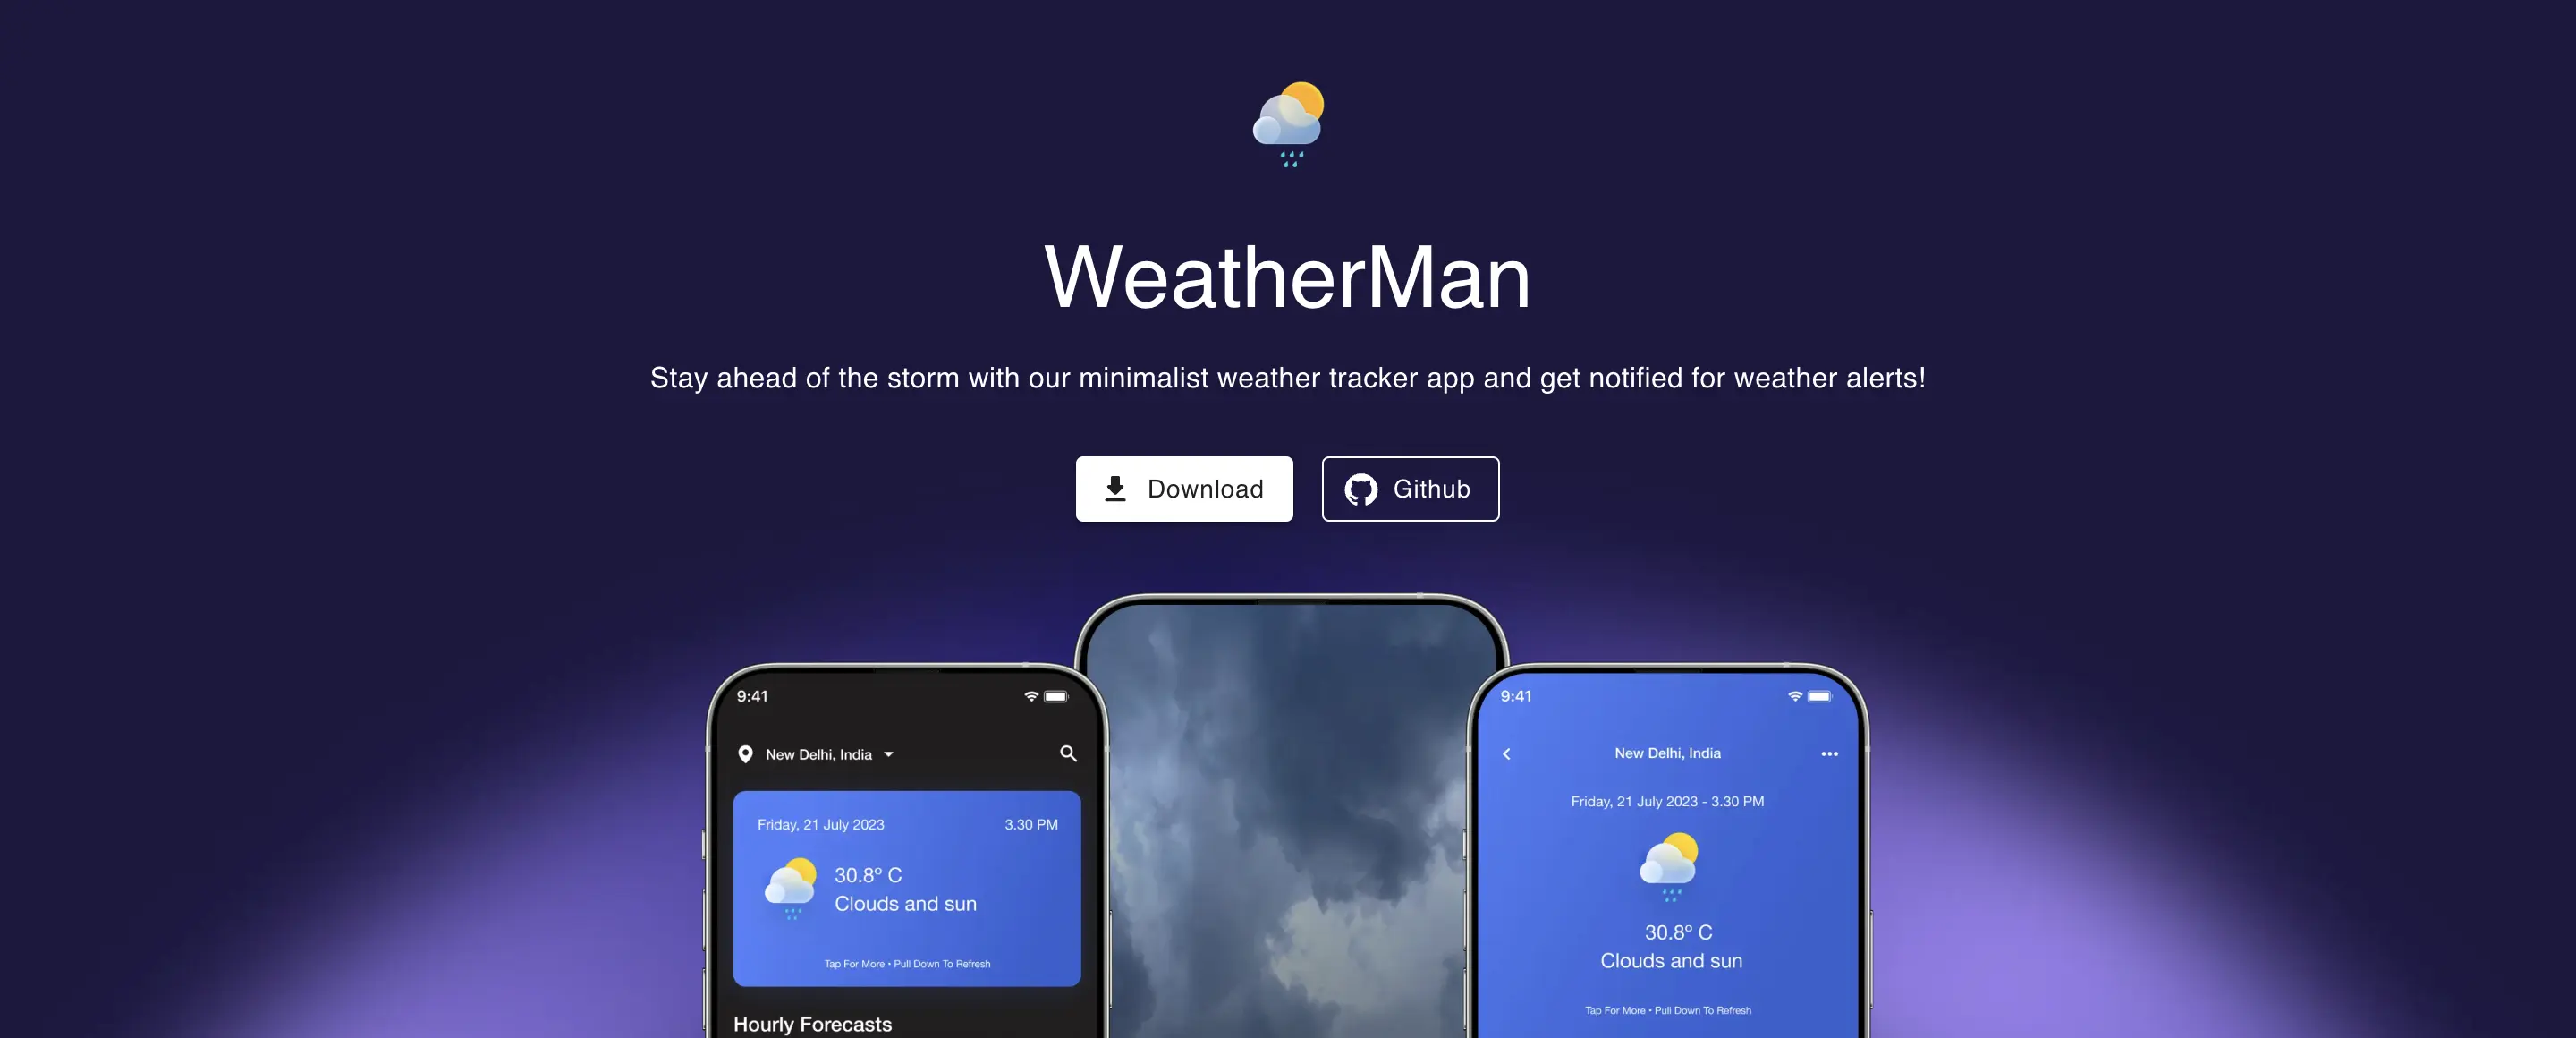 WeatherMan
Stay ahead of the storm with our minimalist weather tracker app and get notified for weather alerts!
Download
Github
9:41
New Delhi, India
Friday, 21 July 2023
3.30 PM
30.8º C
Clouds and sun
Tap For More • Pull Down To Refresh
Hourly Forecasts
9:41
New Delhi, India
Friday, 21 July 2023 - 3.30 PM
30.8º C
Clouds and sun
Tap For More • Pull Down To Refresh